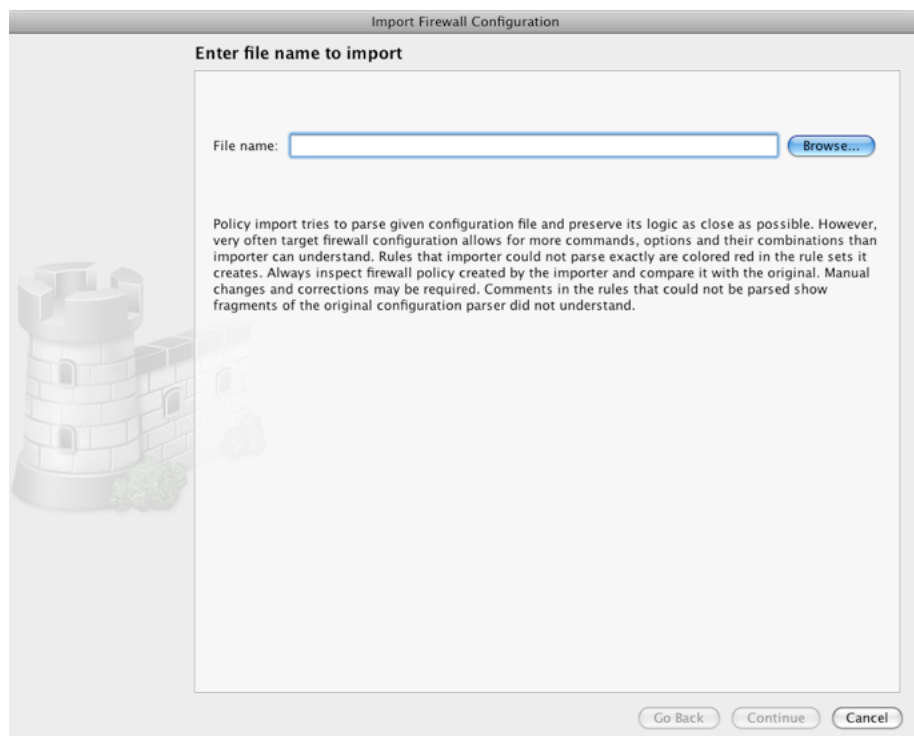 Import Firewall Configuration
Enter file name to import
File name:
Browse...
Policy import tries to parse given configuration file and preserve its logic as close as possible. However,
very often target firewall configuration allows for more commands, options and their combinations than
importer can understand. Rules that importer could not parse exactly are colored red in the rule sets it
creates. Always inspect firewall policy created by the importer and compare it with the original. Manual
changes and corrections may be required. Comments in the rules that could not be parsed show
fragments of the original configuration parser did not understand.
Go Back
Continue
Cancel